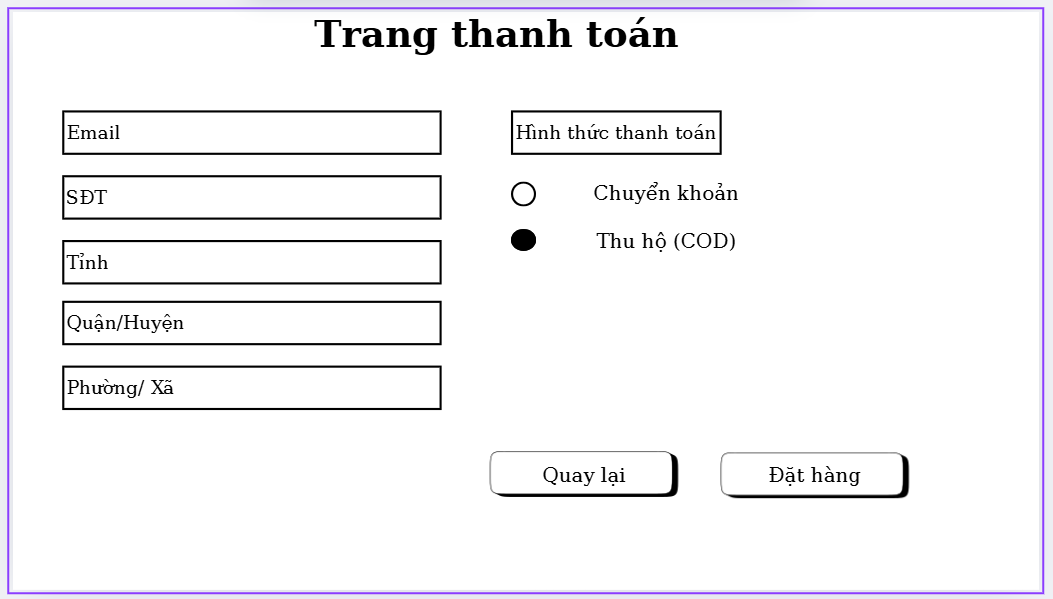 Trang thanh toán
Email
SĐT
Tỉnh
Quận/Huyện
Phường/ Xã
Hình thức thanh toán
Chuyển khoản
Thu hộ (COD)
Quay lại
Đặt hàng